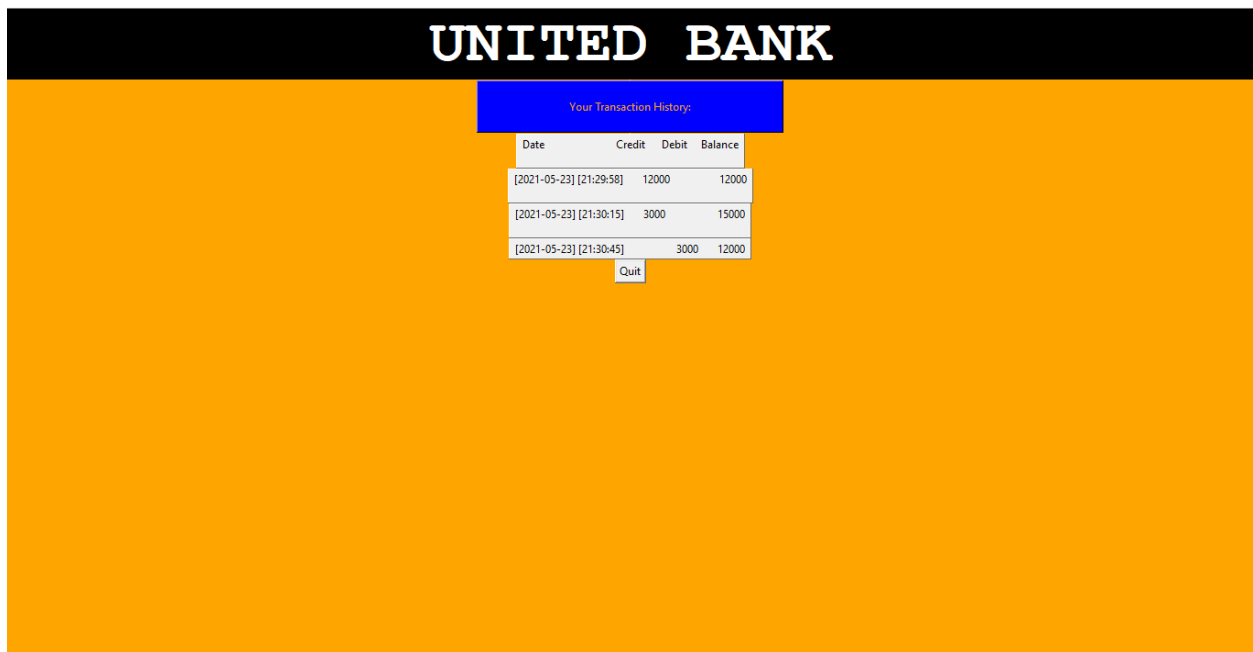 UNITED BANK
Your Transaction History:
Date Credit Debit Balance
[2021-05-23] [21:29:58] 12000 12000
[2021-05-23] [21:30:15] 3000 15000
[2021-05-23] [21:30:45] 3000 12000
Quit